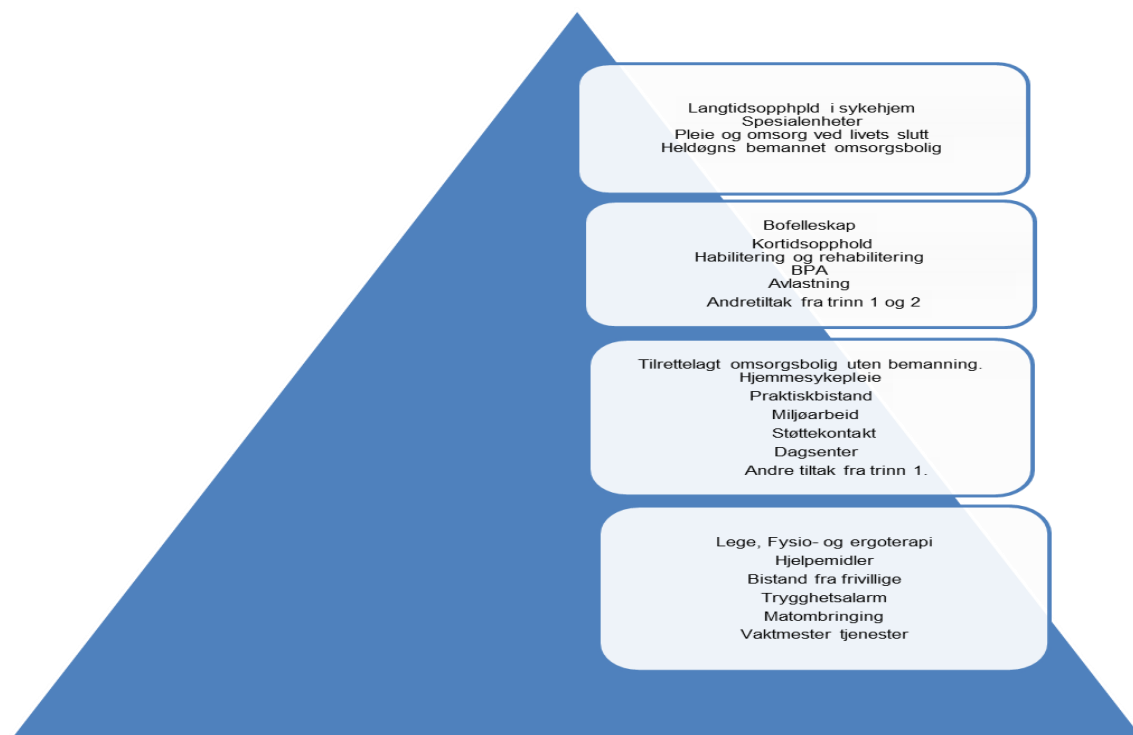 Langtidsopphpld i sykehjem
Spesialenheter
Pleie og omsorg ved livets slutt
Heldøgns bemannet omsorgsbolig
Bofelleskap
Kortidsopphold
Habilitering og rehabilitering
BPA
Avlastning
Andretiltak fra trinn 1 og 2
Tilrettelagt omsorgsbolig uten bemanning.
Hjemmesykepleie
Praktiskbistand
Miljøarbeid
Støttekontakt
Dagsenter
Andre tiltak fra trinn 1.
Lege, Fysio- og ergoterapi
Hjelpemidler
Bistand fra frivillige
Trygghetsalarm
Matombringing
Vaktmester tjenester